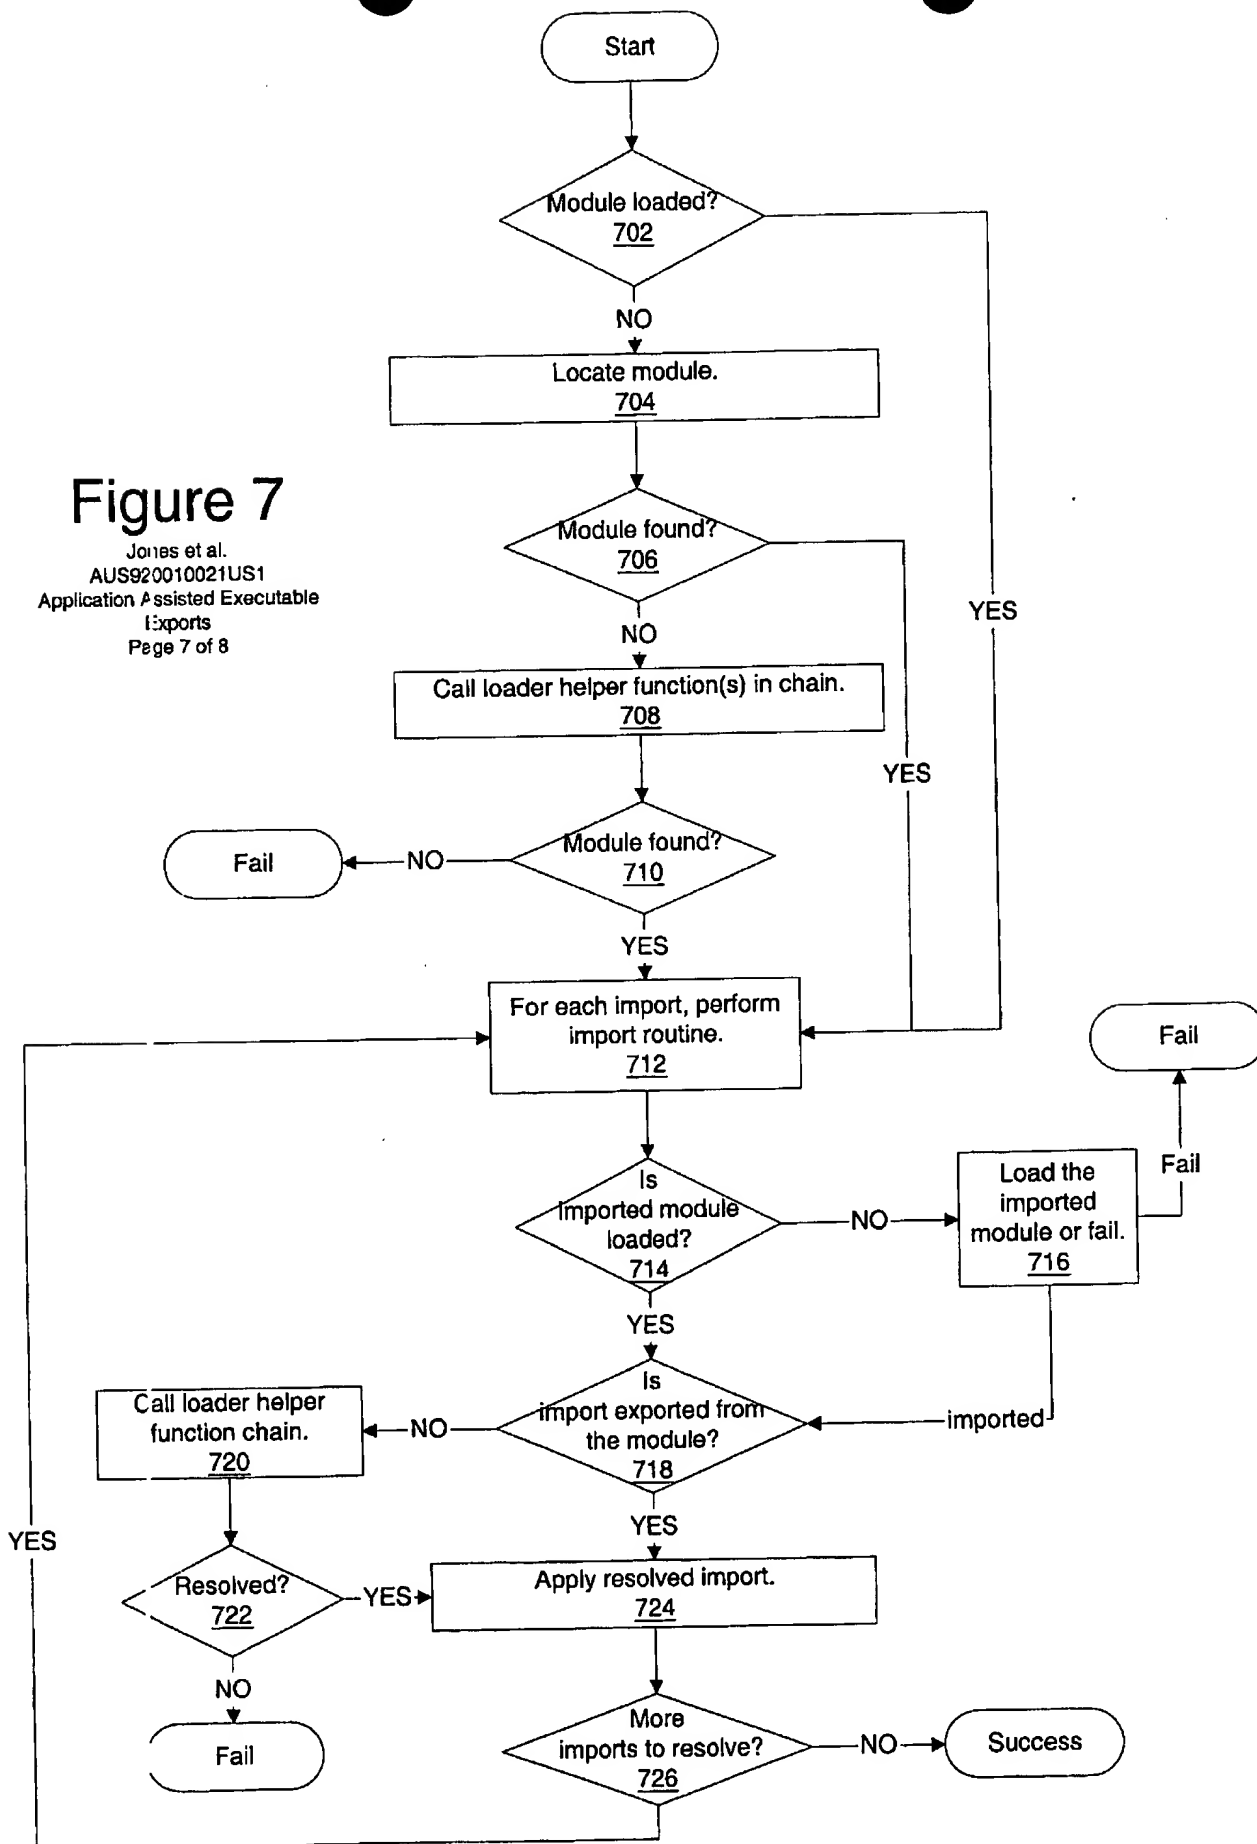 Start
Module loaded?
702
NO
Locate module.
704
Figure 7
Jones et al.
AUS920010021US1
Application Assisted Executable
Exports
Page 7 of 8
Module found?
706
YES
NO
Call loader helper function(s) in chain.
708
YES
Module found?
710
NO
Fail
YES
For each import, perform
import routine.
712
Fail
Is
imported module
loaded?
714
NO
Load the
imported
module or fail.
716
Fail
YES
Is
import exported from
the module?
718
imported
NO
Call loader helper
function chain.
720
YES
YES
Resolved?
722
YES
Apply resolved import.
724
NO
Fail
More
imports to resolve?
726
NO
Success